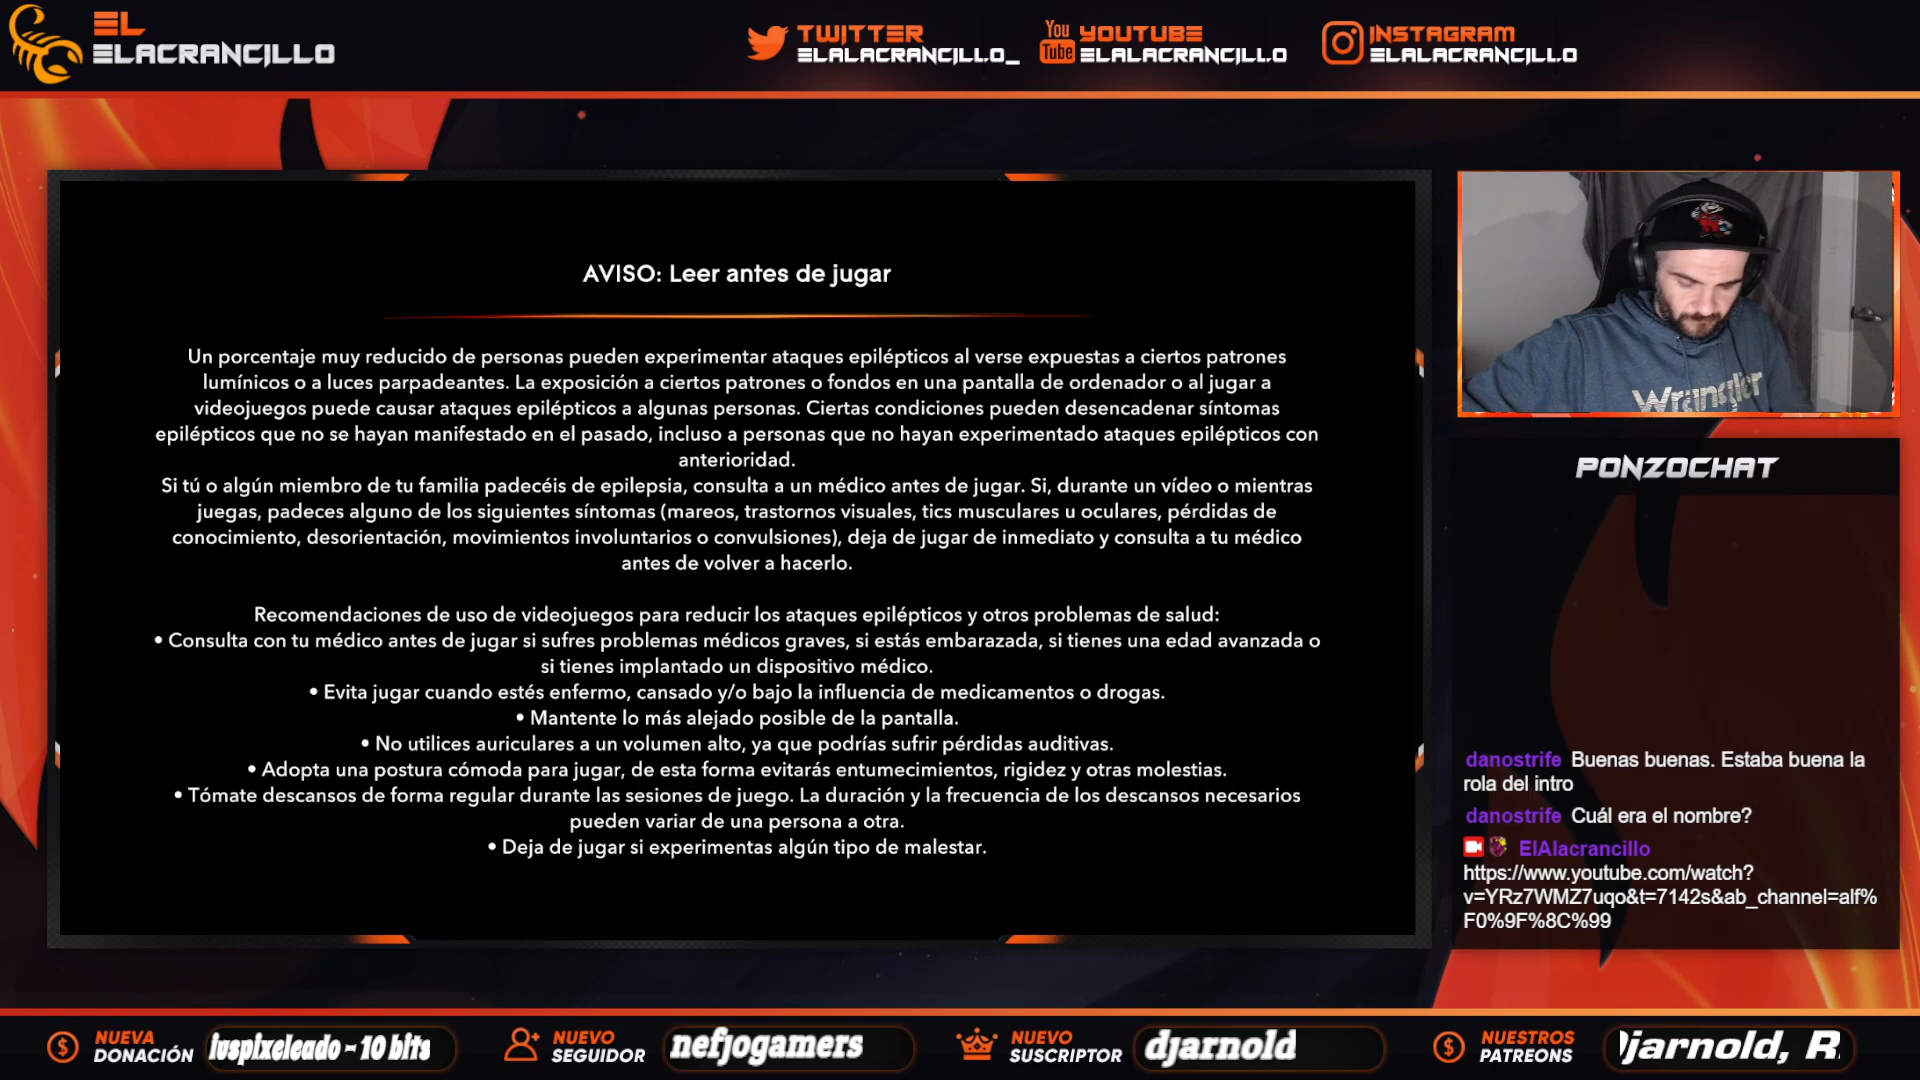 EL
ELACRANCILLO
TWITTER
ELALACRANCILLO_
You
Tube
YOUTUBE
ELALACRANCILLO
INSTAGRAM
ELALACRANCILLO
AVISO: Leer antes de jugar
Un porcentaje muy reducido de personas pueden experimentar ataques epilépticos al verse expuestas a ciertos patrones
lumínicos o a luces parpadeantes. La exposición a ciertos patrones o fondos en una pantalla de ordenador o al jugar a
videojuegos puede causar ataques epilépticos a algunas personas. Ciertas condiciones pueden desencadenar síntomas
epilépticos que no se hayan manifestado en el pasado, incluso a personas que no hayan experimentado ataques epilépticos con
anterioridad.
Si tú o algún miembro de tu familia padecéis de epilepsia, consulta a un médico antes de jugar. Si, durante un vídeo o mientras
juegas, padeces alguno de los siguientes síntomas (mareos, trastornos visuales, tics musculares u oculares, pérdidas de
conocimiento, desorientación, movimientos involuntarios o convulsiones), deja de jugar de inmediato y consulta a tu médico
antes de volver a hacerlo.
Recomendaciones de uso de videojuegos para reducir los ataques epilépticos y otros problemas de salud:
• Consulta con tu médico antes de jugar si sufres problemas médicos graves, si estás embarazada, si tienes una edad avanzada o
si tienes implantado un dispositivo médico.
• Evita jugar cuando estés enfermo, cansado y/o bajo la influencia de medicamentos o drogas.
• Mantente lo más alejado posible de la pantalla.
• No utilices auriculares a un volumen alto, ya que podrías sufrir pérdidas auditivas.
• Adopta una postura cómoda para jugar, de esta forma evitarás entumecimientos, rigidez y otras molestias.
• Tómate descansos de forma regular durante las sesiones de juego. La duración y la frecuencia de los descansos necesarios
pueden variar de una persona a otra.
• Deja de jugar si experimentas algún tipo de malestar.
Wrangler
PONZOCHAT
danostrife Buenas buenas. Estaba buena la
rola del intro
danostrife Cuál era el nombre?
ElAlacrancillo
https://www.youtube.com/watch?
v=YRz7WMZ7uqo&t=7142s&ab_channel=alf%
F0%9F%8C%99
NUEVA
DONACIÓN
iuspixeleado - 10 bits
NUEVO
SEGUIDOR
nefjogamers
NUEVO
SUSCRIPTOR
djarnold
NUESTROS
PATREONS
jarnold, R